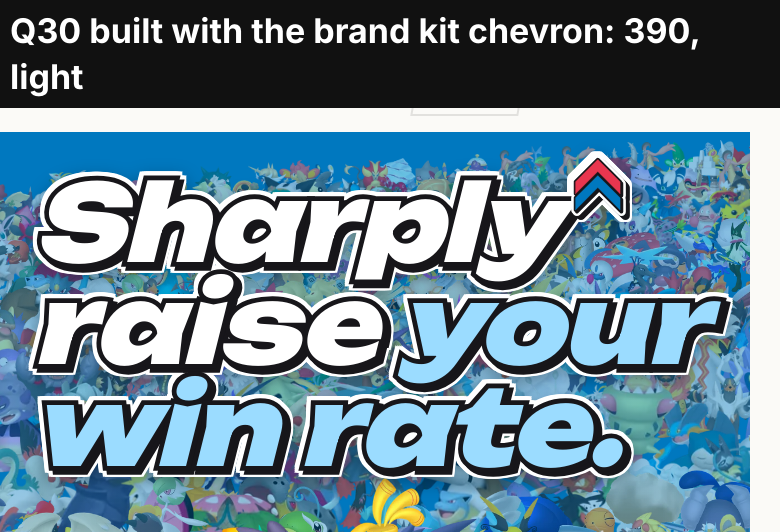 Q30 built with the brand kit chevron: 390,
light
Sharply
raise your
win rate.